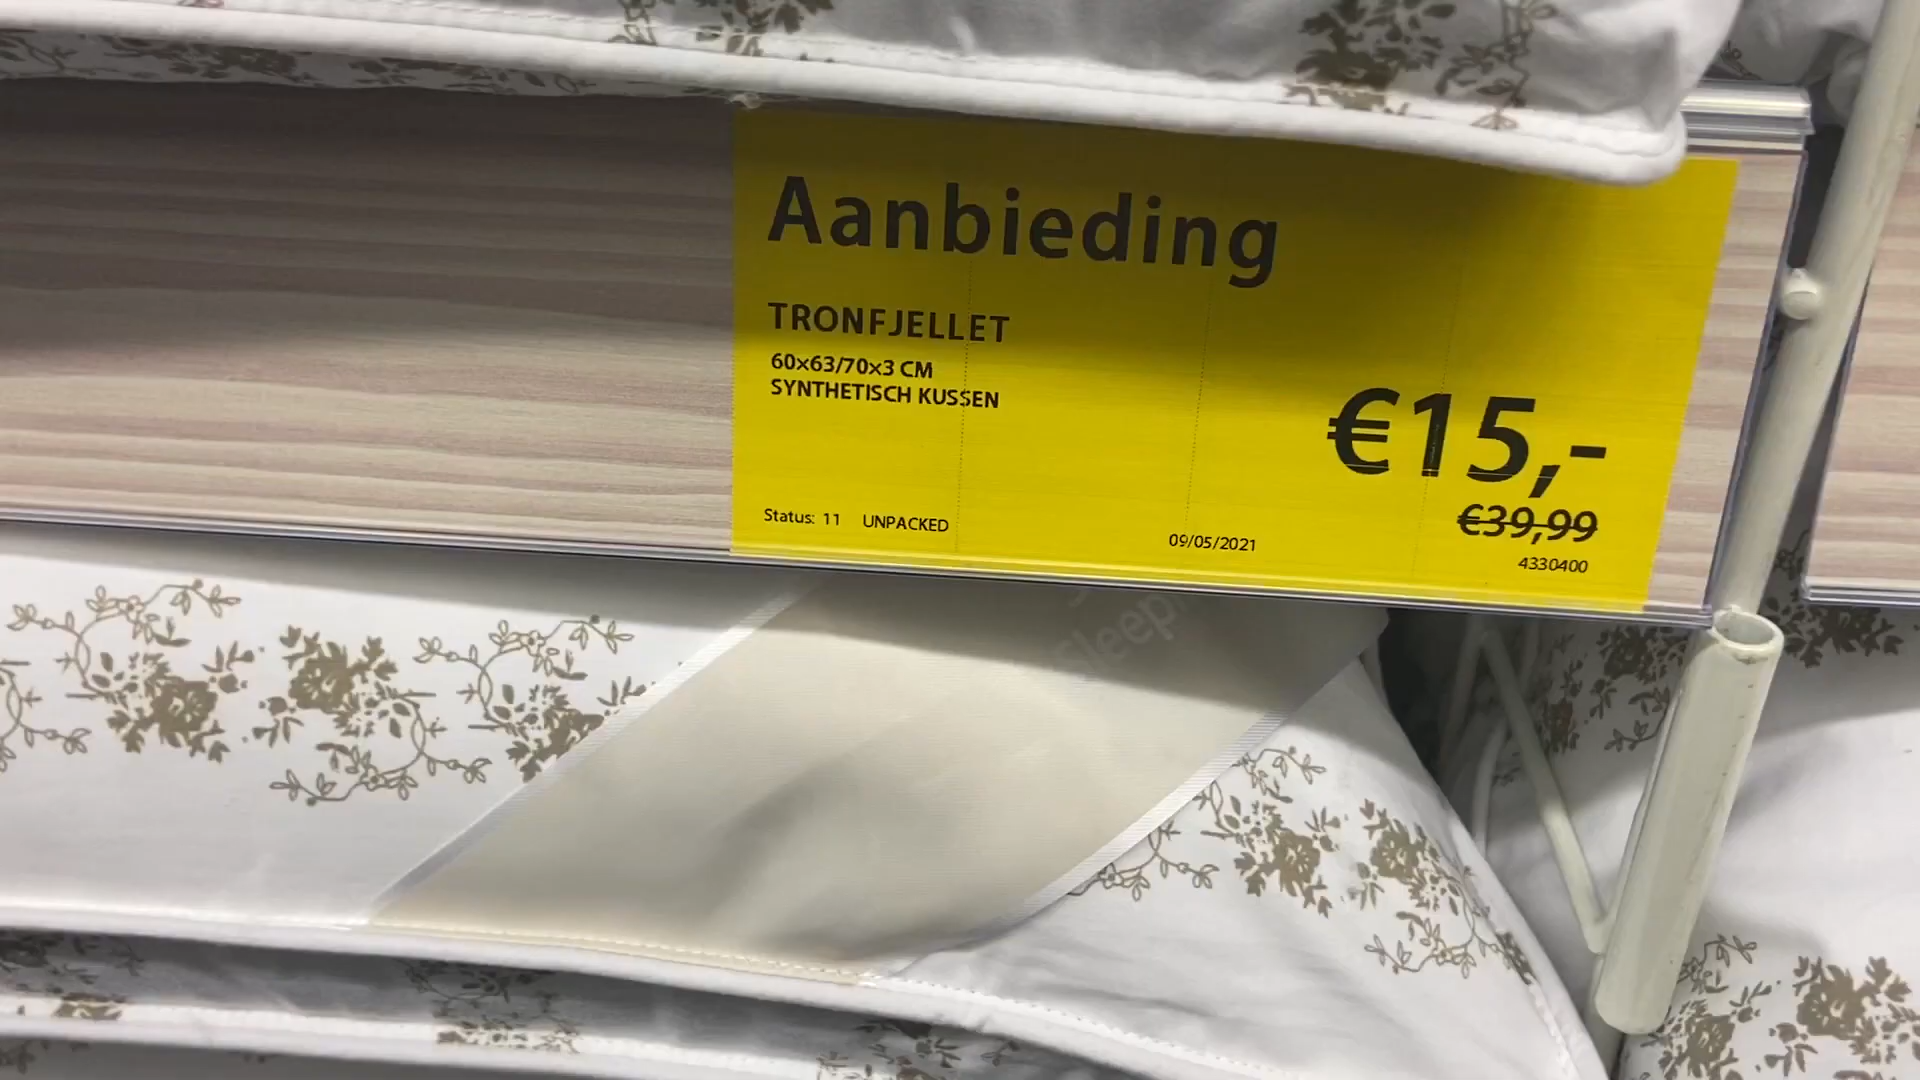 Aanbieding
TRONFJELLET
60x63/70x3 CM
SYNTHETISCH KUSSEN
€15,-
€39,99
4330400
Status: 11 UNPACKED
09/05/2021